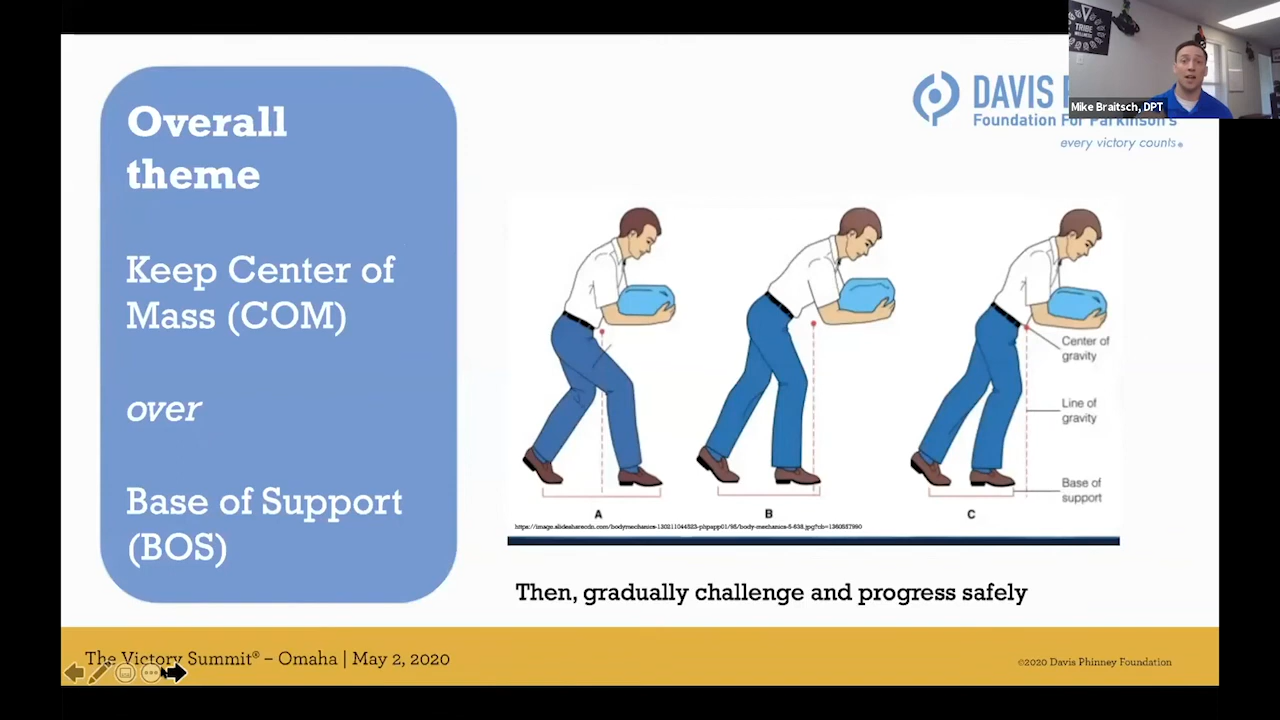 Overall
theme
Keep Center of
Mass (COM)
over
Base of Support
(BOS)
DAVIS
Foundation For Parkinson's
every victory counts.
TRIBE
WELLNESS
Mike Braitsch, DPT
Center of
gravity
Line of
gravity
Base of
support
A
B
C
Then, gradually challenge and progress safely
The Victory Summit® – Omaha | May 2, 2020
©2020 Davis Phinney Foundation